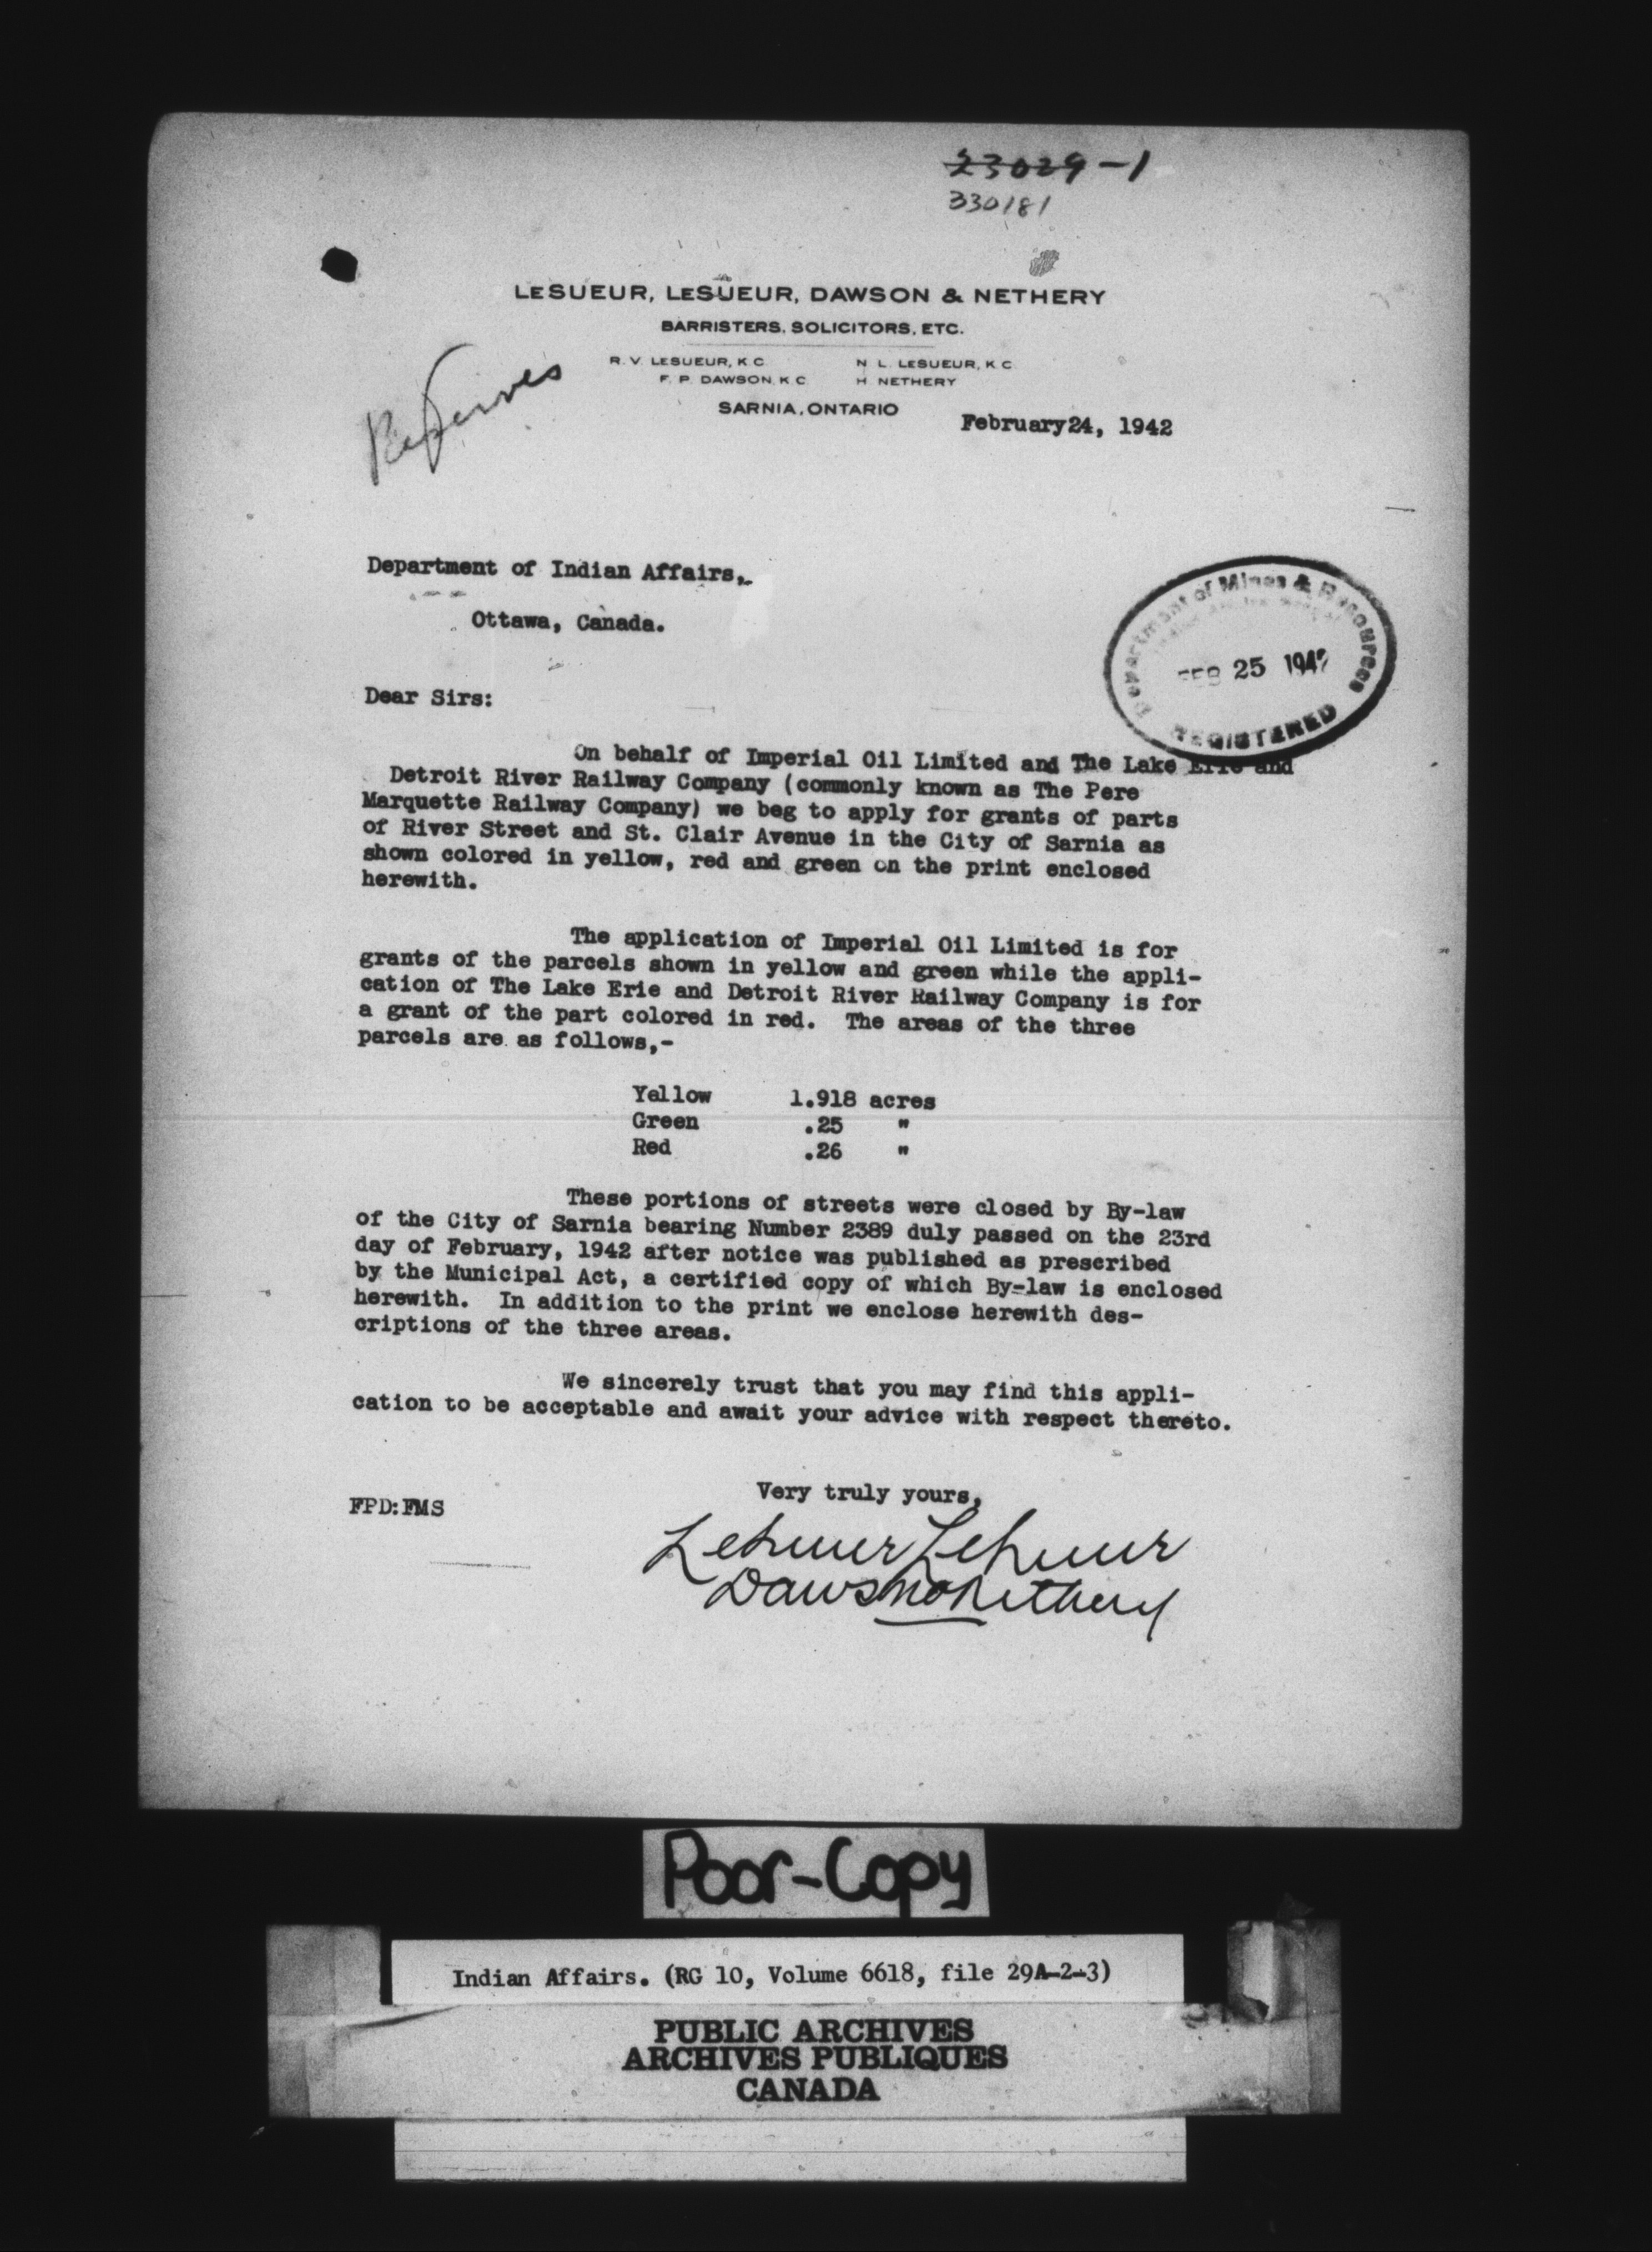 23029-1
330181
LESUEUR, LESUEUR, DAWSON & NETHERY
BARRISTERS, SOLICITORS, ETC.
R. V. LESUEUR, K.C. N. L. LESUEUR, K.C.
F. P. DAWSON, K.C. H. NETHERY
SARNIA, ONTARIO
February24, 1942
Reserves
Department of Indian Affairs,
Ottawa, Canada.
Department of Mines & Resources
FEB 25 1942
REGISTERED
Dear Sirs:
On behalf of Imperial Oil Limited and The Lake Erie and
Detroit River Railway Company (commonly known as The Pere
Marquette Railway Company) we beg to apply for grants of parts
of River Street and St. Clair Avenue in the City of Sarnia as
shown colored in yellow, red and green on the print enclosed
herewith.
The application of Imperial Oil Limited is for
grants of the parcels shown in yellow and green while the appli-
cation of The Lake Erie and Detroit River Railway Company is for
a grant of the part colored in red. The areas of the three
parcels are as follows,-
Yellow 1.918 acres
Green .25 "
Red .26 "
These portions of streets were closed by By-law
of the City of Sarnia bearing Number 2389 duly passed on the 23rd
day of February, 1942 after notice was published as prescribed
by the Municipal Act, a certified copy of which By-law is enclosed
herewith. In addition to the print we enclose herewith des-
criptions of the three areas.
We sincerely trust that you may find this appli-
cation to be acceptable and await your advice with respect thereto.
Very truly yours,
FPD:FMS
LeSueur LeSueur
Dawson & Nethery
Poor-Copy
Indian Affairs. (RG 10, Volume 6618, file 29A-2-3)
PUBLIC ARCHIVES
ARCHIVES PUBLIQUES
CANADA